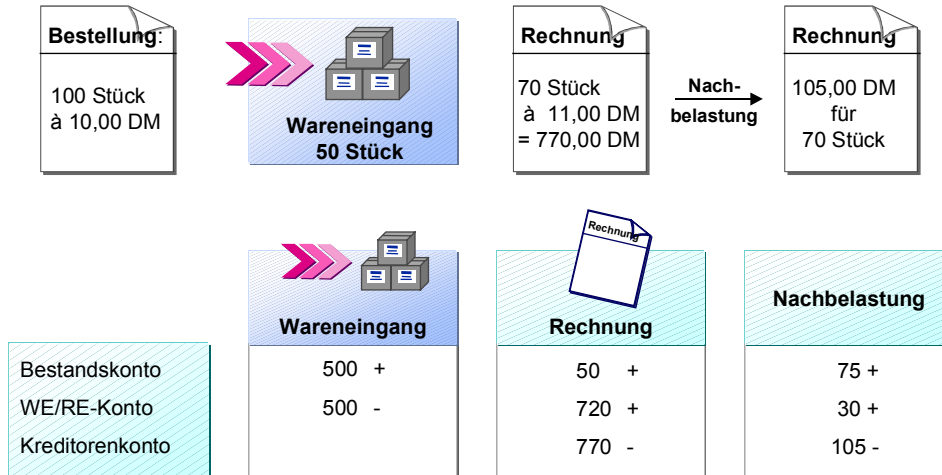 Bestellung:
100 Stück
à 10,00 DM
Wareneingang
50 Stück
Rechnung
70 Stück
à 11,00 DM
= 770,00 DM
Nach-
belastung
Rechnung
105,00 DM
für
70 Stück
Wareneingang
Rechnung
Rechnung
Nachbelastung
Bestandskonto 500 + 50 + 75 +
WE/RE-Konto 500 - 720 + 30 +
Kreditorenkonto 770 - 105 -